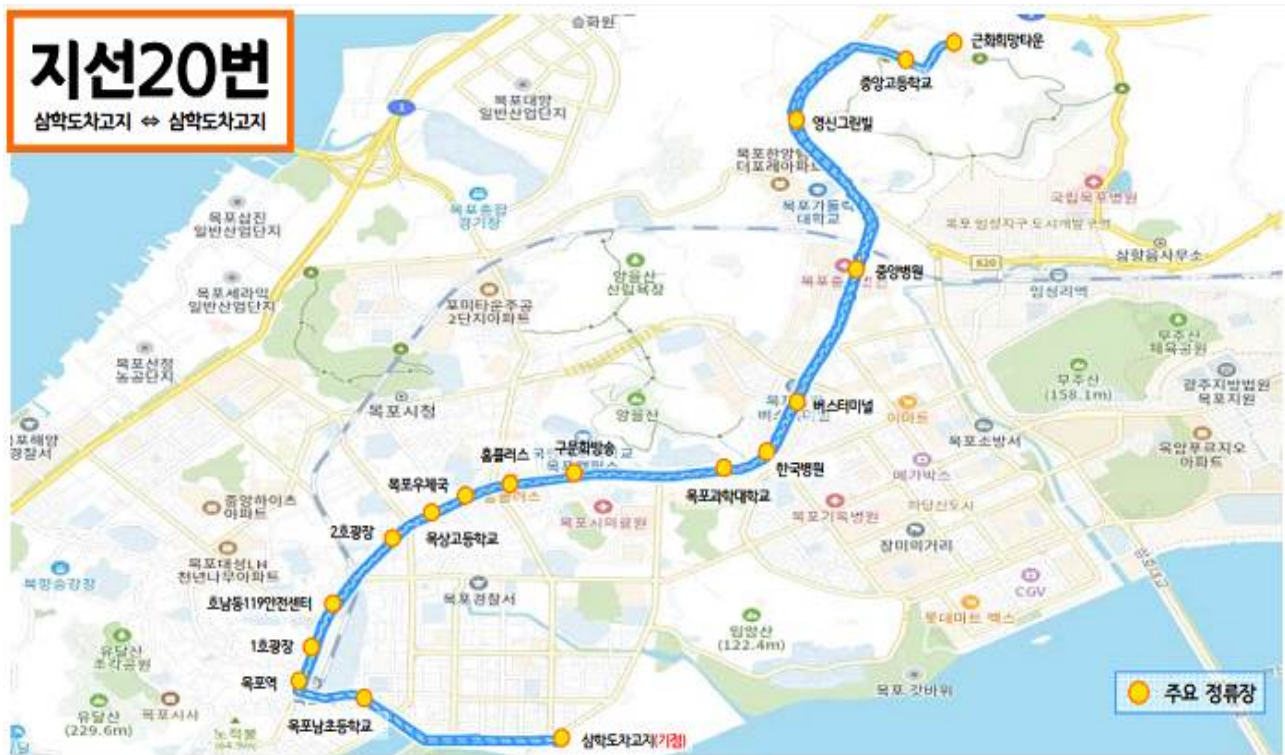 지선20번
삼학도차고지 ⇔ 삼학도차고지
승화원
1
근화희망타운
중앙고등학교
목포대양
일반산업단지
영신그린빌
국립목포병원
목포가톨릭
대학교
목포 임성지구 도시개발구역
목포삽진
일반산업단지
목포종합
경기장
삼향읍사무소
820
임성리역
중앙병원
양을산
산림욕장
목포세라믹
일반산업단지
포미타운주공
2단지아파트
부주산
체육공원
목포산정
농공단지
부주산
(158.1m)
광주지방법원
목포지원
목포시청
양을산
버스터미널
이마트
목포해양
경찰서
목포소방서
옥암푸르지오
아파트
홈플러스
구문화방송
한국병원
메가박스
목포우체국
목포과학대학교
중앙하이츠
아파트
목포시의료원
목포기독병원
하당신도시
2호광장
목상고등학교
장미의거리
목포대성LH
천년나무아파트
북항승강장
목포경찰서
CGV
호남동119안전센터
롯데마트 맥스
입암산
(122.4m)
유달산
조각공원
1호광장
목포역
목포 갓바위
주요 정류장
유달산
(229.6m)
목포시사
노적봉
목포남초등학교
삼학도차고지(기점)